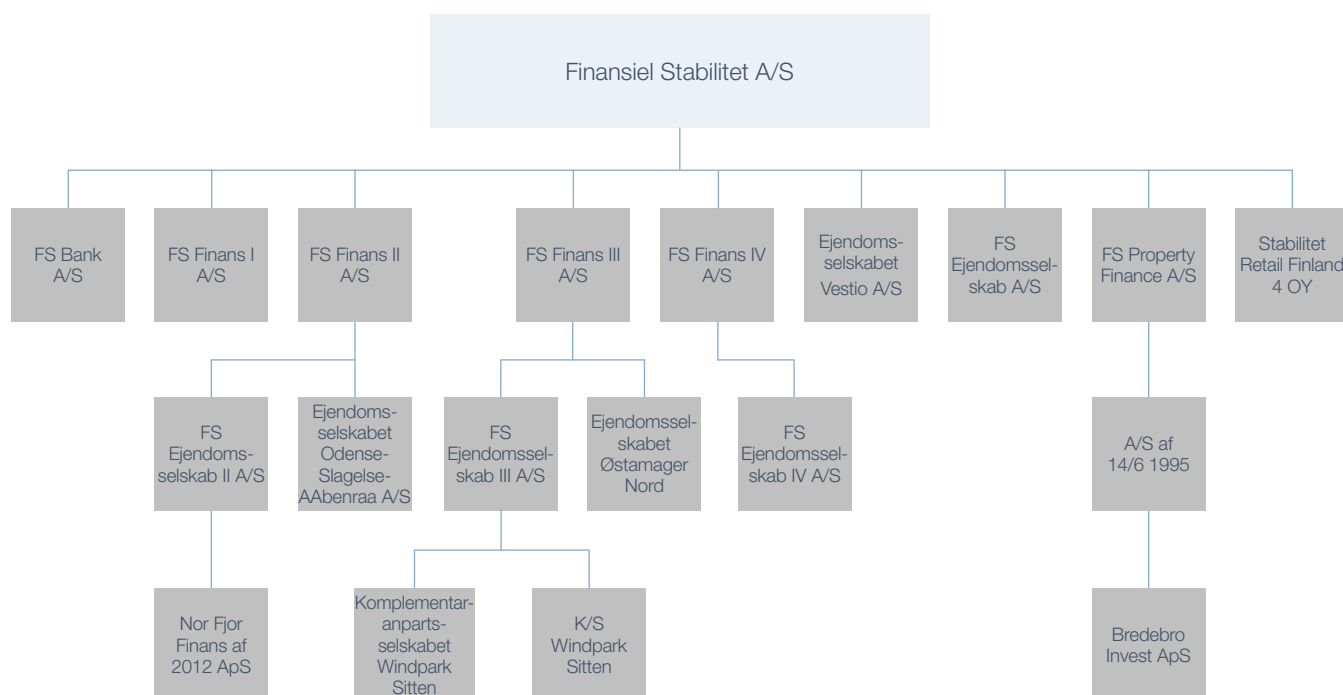 Finansiel Stabilitet A/S
FS Bank
A/S
FS Finans I
A/S
FS Finans II
A/S
FS Finans III
A/S
FS Finans IV
A/S
Ejendoms-
selskabet
Vestio A/S
FS
Ejendomssel-
skab A/S
FS Property
Finance A/S
Stabilitet
Retail Finland
4 OY
FS
Ejendoms-
selskab II A/S
Ejendoms-
selskabet
Odense-
Slagelse-
AAbenraa A/S
FS
Ejendomssel-
skab III A/S
Ejendomssel-
skabet
Østamager
Nord
FS
Ejendomssel-
skab IV A/S
A/S af
14/6 1995
Nor Fjor
Finans af
2012 ApS
Komplementar-
anparts-
selskabet
Windpark
Sitten
K/S
Windpark
Sitten
Bredebro
Invest ApS